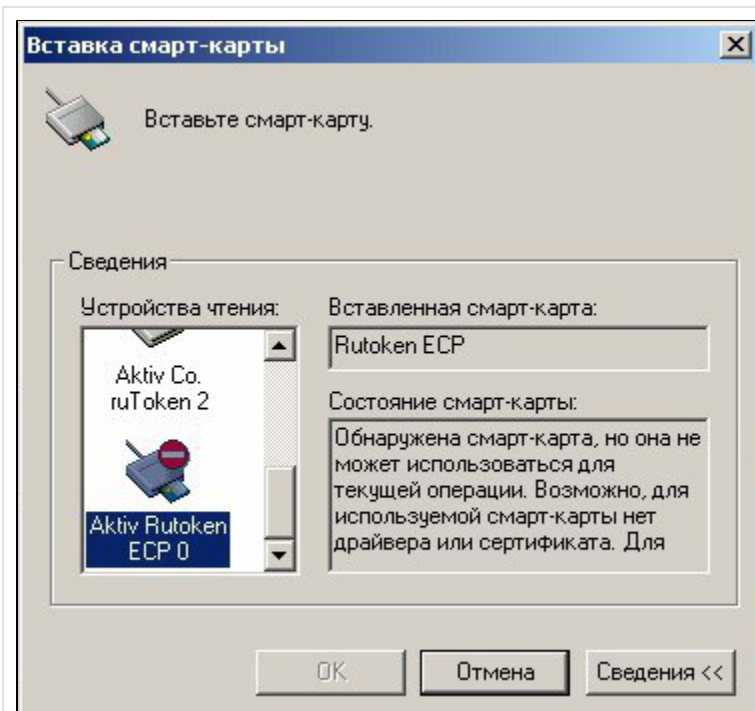 Вставка смарт-карты
Вставьте смарт-карту.
Сведения
Устройства чтения:
Aktiv Co.
ruToken 2
Aktiv Rutoken
ECP 0
Вставленная смарт-карта:
Rutoken ECP
Состояние смарт-карты:
Обнаружена смарт-карта, но она не
может использоваться для
текущей операции. Возможно, для
используемой смарт-карты нет
драйвера или сертификата. Для
OK
Отмена
Сведения <<